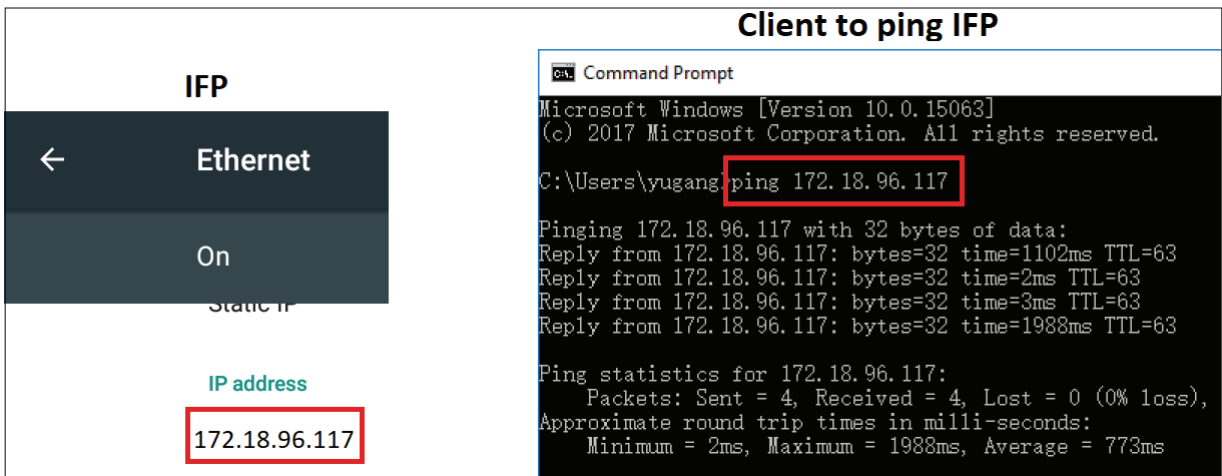 IFP
Ethernet
On
Static IP
IP address
172.18.96.117
Client to ping IFP
Command Prompt
Microsoft Windows [Version 10.0.15063]
(c) 2017 Microsoft Corporation. All rights reserved.
C:\Users\yugang>ping 172.18.96.117
Pinging 172.18.96.117 with 32 bytes of data:
Reply from 172.18.96.117: bytes=32 time=1102ms TTL=63
Reply from 172.18.96.117: bytes=32 time=2ms TTL=63
Reply from 172.18.96.117: bytes=32 time=3ms TTL=63
Reply from 172.18.96.117: bytes=32 time=1988ms TTL=63
Ping statistics for 172.18.96.117:
Packets: Sent = 4, Received = 4, Lost = 0 (0% loss),
Approximate round trip times in milli-seconds:
Minimum = 2ms, Maximum = 1988ms, Average = 773ms